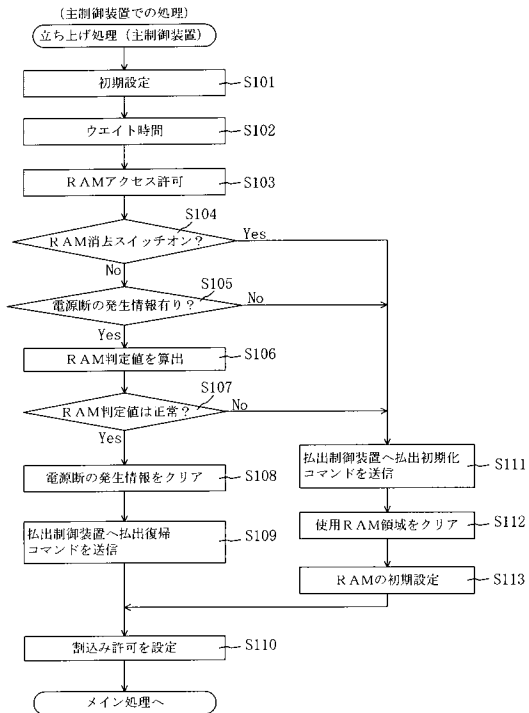 (主制御装置での処理)
立ち上げ処理(主制御装置)
初期設定
S101
ウエイト時間
S102
RAMアクセス許可
S103
S104
RAM消去スイッチオン?
Yes
No
S105
電源断の発生情報有り?
No
Yes
RAM判定値を算出
S106
S107
RAM判定値は正常?
No
Yes
電源断の発生情報をクリア
S108
払出制御装置へ払出復帰
コマンドを送信
S109
払出制御装置へ払出初期化
コマンドを送信
S111
使用RAM領域をクリア
S112
RAMの初期設定
S113
割込み許可を設定
S110
メイン処理へ